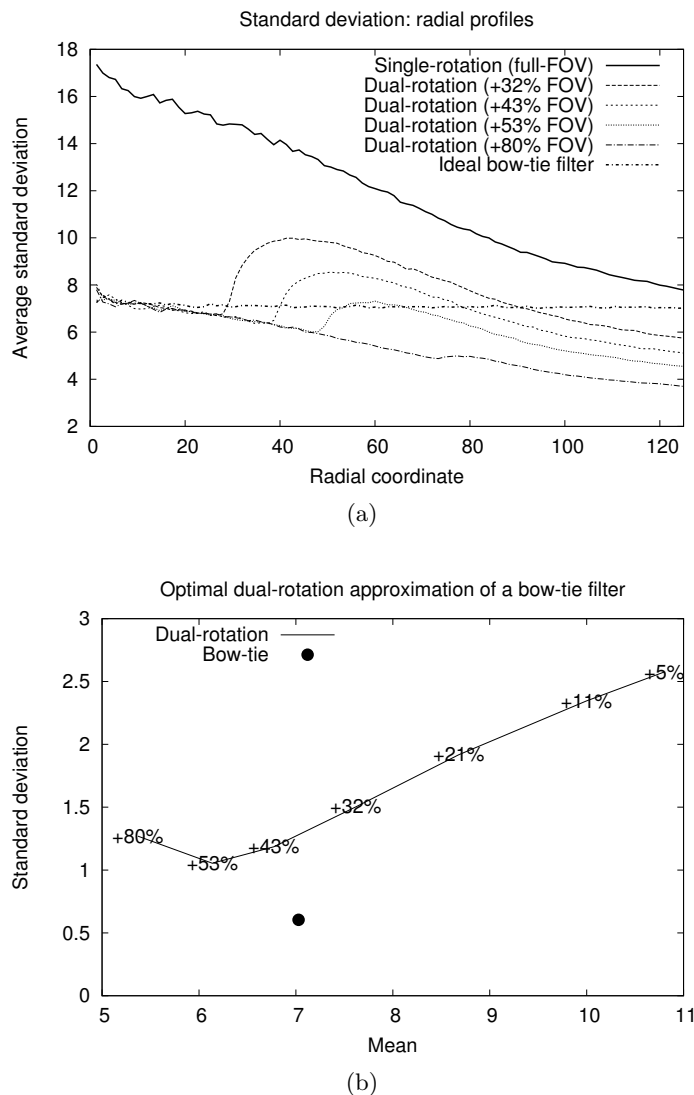 Standard deviation: radial profiles
18
16
14
12
10
8
6
4
2
Average standard deviation
Single-rotation (full-FOV)
Dual-rotation (+32% FOV)
Dual-rotation (+43% FOV)
Dual-rotation (+53% FOV)
Dual-rotation (+80% FOV)
Ideal bow-tie filter
0 20 40 60 80 100 120
Radial coordinate
(a)
Optimal dual-rotation approximation of a bow-tie filter
3
2.5
2
1.5
1
0.5
0
Standard deviation
Dual-rotation
Bow-tie
+5%
+11%
+21%
+32%
+43%
+53%
+80%
5 6 7 8 9 10 11
Mean
(b)